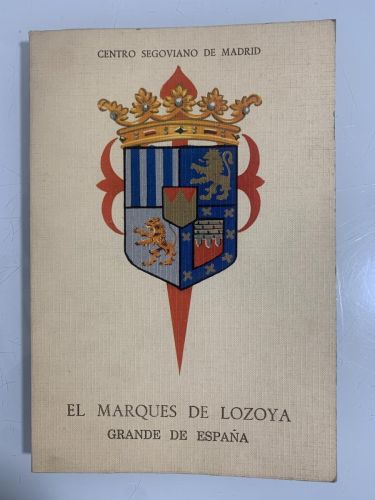 CENTRO SEGOVIANO DE MADRID
EL MARQUES DE LOZOYA
GRANDE DE ESPAÑA